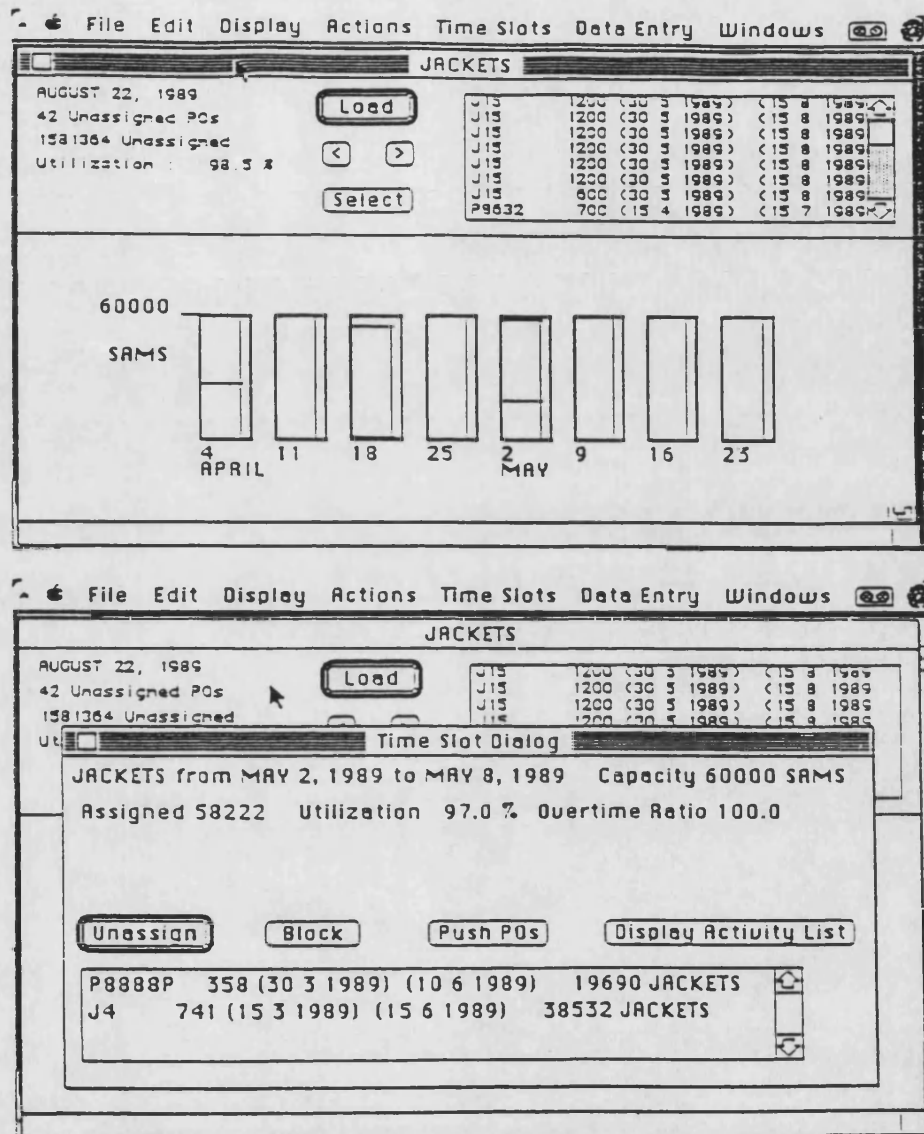 File Edit Display Actions Time Slots Data Entry Windows
JACKETS
AUGUST 22, 1989
42 Unassigned POs
1581364 Unassigned
Utilization : 98.5 %
Load
< >
Select
J15 1200 (30 5 1989) (15 8 1989
J15 1200 (30 5 1989) (15 8 1989
J15 1200 (30 5 1989) (15 8 1989
J15 1200 (30 5 1989) (15 8 1989
J15 1200 (30 5 1989) (15 8 1989
J15 (30 5 1989) (15 8 1989
P9632 700 (15 4 1989) (15 7 1989
60000
SAMS
4 11 18 25 2 9 16 23
APRIL MAY
File Edit Display Actions Time Slots Data Entry Windows
JACKETS
AUGUST 22, 1989
42 Unassigned POs
1581364 Unassigned
Ut
Load
J15 1200 (30 5 1989) (15 8 1989
J15 1200 (30 5 1989) (15 8 1989
J15 1200 (30 5 1989) (15 8 1989
J15 1200 (30 5 1989) (15 8 1989
Time Slot Dialog
JACKETS from MAY 2, 1989 to MAY 8, 1989 Capacity 60000 SAMS
Assigned 58222 Utilization 97.0 % Overtime Ratio 100.0
Unassign Block Push POs Display Activity List
P8888P 358 (30 3 1989) (10 6 1989) 19690 JACKETS
J4 741 (15 3 1989) (15 6 1989) 38532 JACKETS